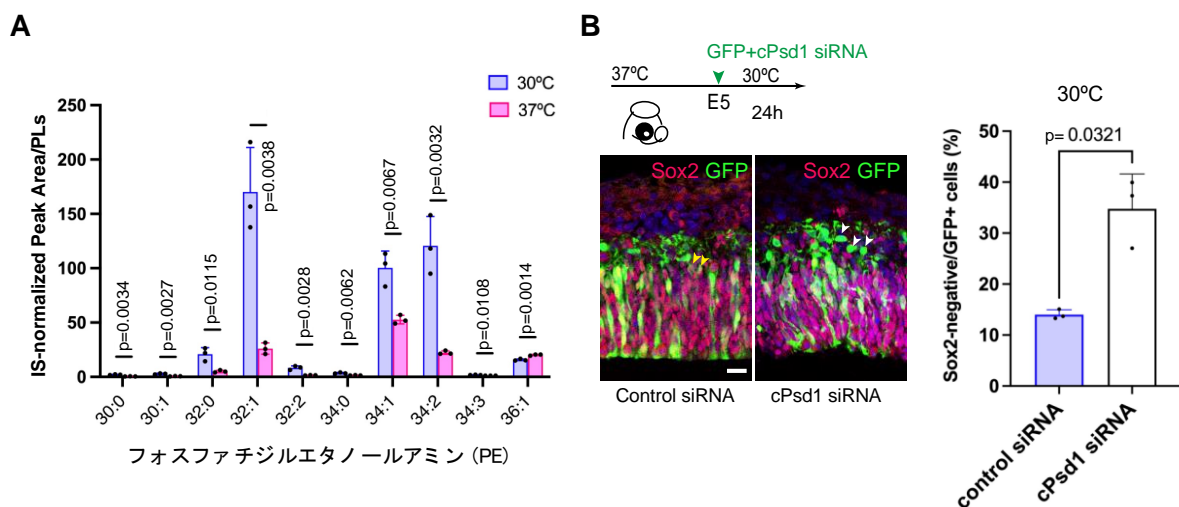 A
IS-normalized Peak Area/PLs
250
200
150
100
50
0
30ºC
37ºC
p=0.0034
p=0.0027
p=0.0115
p=0.0038
p=0.0028
p=0.0062
p=0.0067
p=0.0032
p=0.0108
p=0.0014
30:0
30:1
32:0
32:1
32:2
34:0
34:1
34:2
34:3
36:1
フォスファチジルエタノールアミン (PE)
B
GFP+cPsd1 siRNA
37ºC
30ºC
E5
24h
Sox2 GFP
Sox2 GFP
Control siRNA
cPsd1 siRNA
30ºC
p= 0.0321
Sox2-negative/GFP+ cells (%)
50
40
30
20
10
0
control siRNA
cPsd1 siRNA